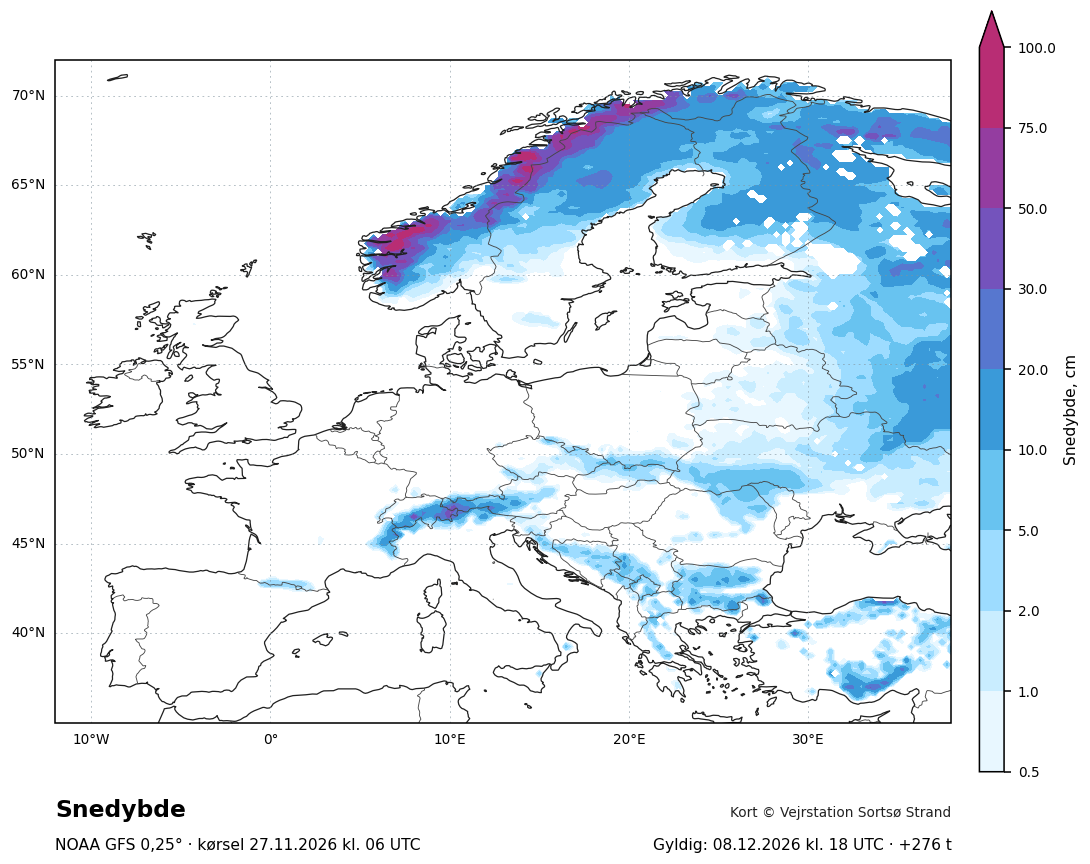 100.0
75.0
50.0
30.0
20.0
10.0
5.0
2.0
1.0
0.5
Snedybde, cm
70°N
65°N
60°N
55°N
50°N
45°N
40°N
10°W
0°
10°E
20°E
30°E
Snedybde
Kort © Vejrstation Sortsø Strand
NOAA GFS 0,25° · kørsel 27.11.2026 kl. 06 UTC
Gyldig: 08.12.2026 kl. 18 UTC · +276 t